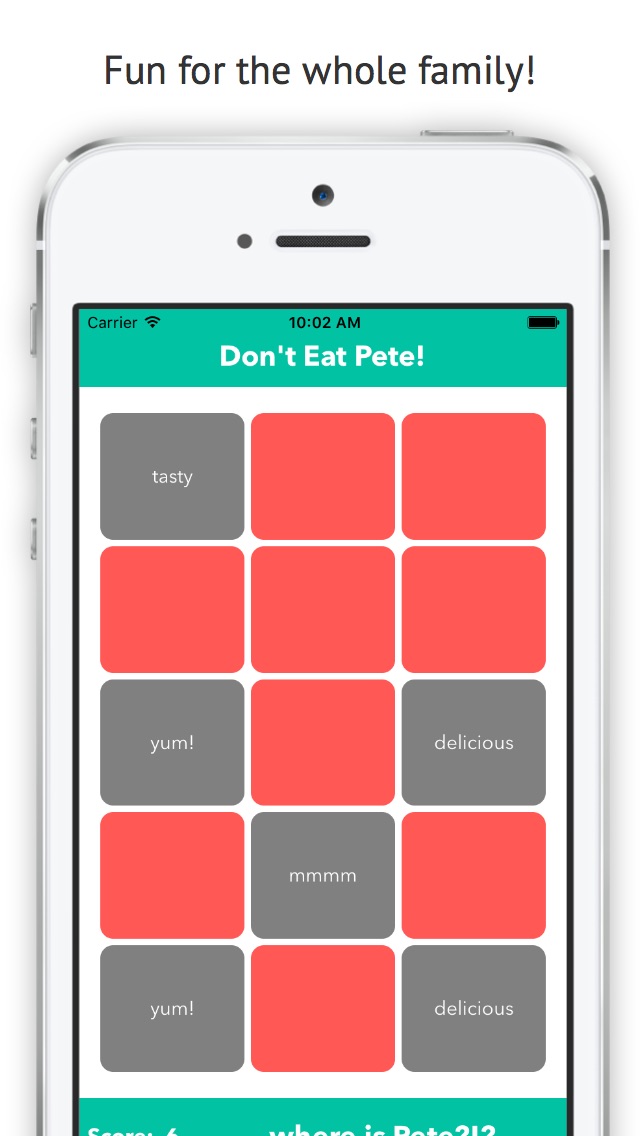 Fun for the whole family!
Carrier 10:02 AM
Don't Eat Pete!
tasty
yum! delicious
mmmm
yum! delicious
Score: 6 where is Pete?!?